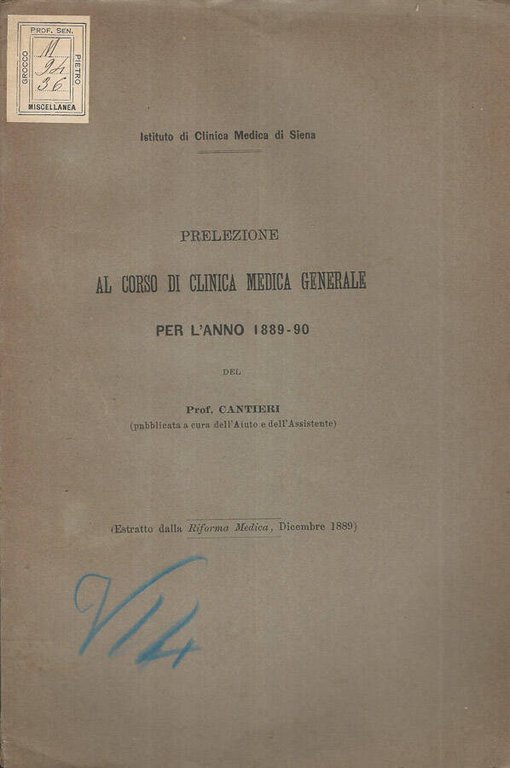 PROF. SEN.
GROCCO
PIETRO
M
94
36
MISCELLANEA
Istituto di Clinica Medica di Siena
PRELEZIONE
AL CORSO DI CLINICA MEDICA GENERALE
PER L'ANNO 1889-90
DEL
Prof. CANTIERI
(pubblicata a cura dell'Aiuto e dell'Assistente)
(Estratto dalla Riforma Medica, Dicembre 1889)